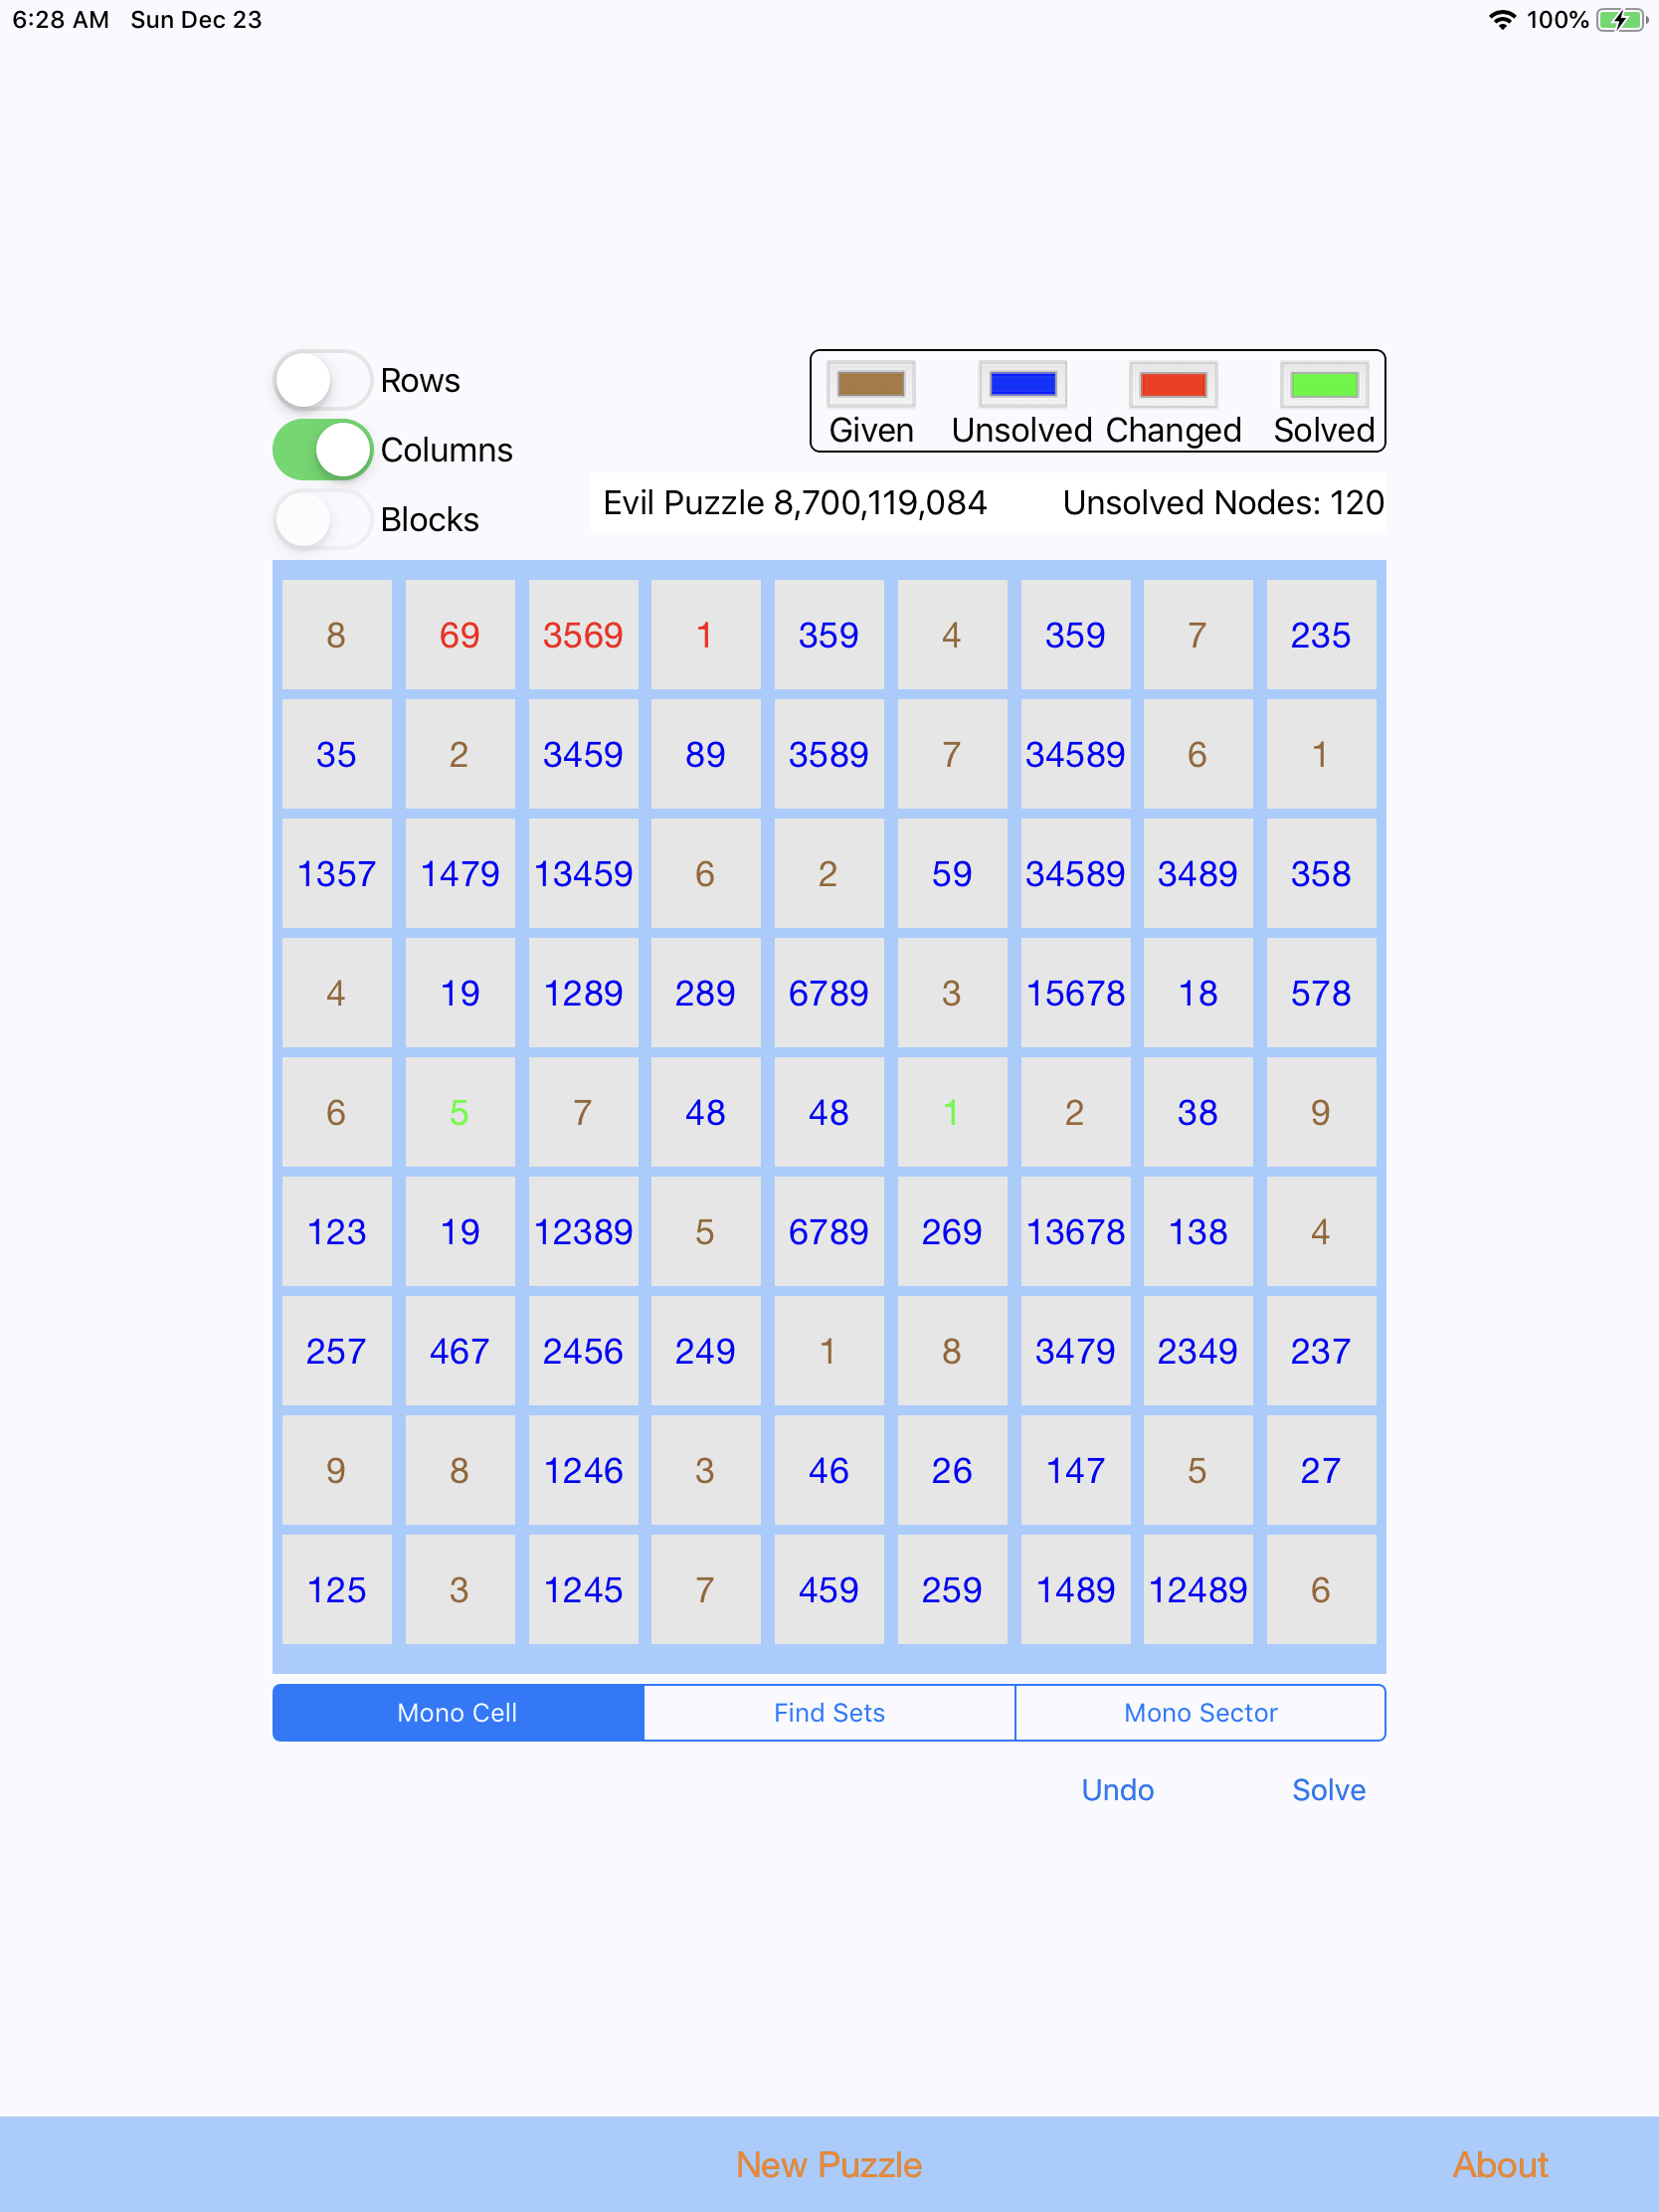 6:28 AM Sun Dec 23 100%
Rows
Columns
Blocks
Given Unsolved Changed Solved
Evil Puzzle 8,700,119,084 Unsolved Nodes: 120
8 69 3569 1 359 4 359 7 235
35 2 3459 89 3589 7 34589 6 1
1357 1479 13459 6 2 59 34589 3489 358
4 19 1289 289 6789 3 15678 18 578
6 5 7 48 48 1 2 38 9
123 19 12389 5 6789 269 13678 138 4
257 467 2456 249 1 8 3479 2349 237
9 8 1246 3 46 26 147 5 27
125 3 1245 7 459 259 1489 12489 6
Mono Cell Find Sets Mono Sector
Undo Solve
New Puzzle About